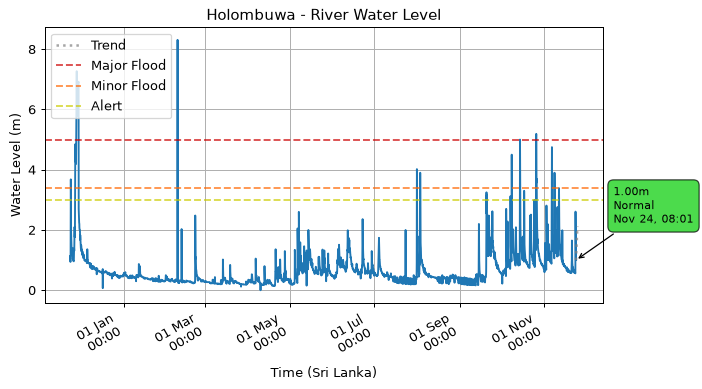 Holombuwa - River Water Level
Trend
Major Flood
Minor Flood
Alert
Water Level (m)
8
6
4
2
0
1.00m
Normal
Nov 24, 08:01
01 Jan
00:00
01 Mar
00:00
01 May
00:00
01 Jul
00:00
01 Sep
00:00
01 Nov
00:00
Time (Sri Lanka)